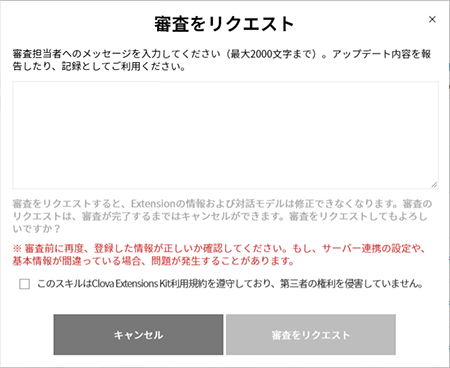 審査をリクエスト
×
審査担当者へのメッセージを入力してください（最大2000文字まで）。アップデート内容を報
告したり、記録としてご利用ください。
審査をリクエストすると、Extensionの情報および対話モデルは修正できなくなります。審査の
リクエストは、審査が完了するまではキャンセルができます。審査をリクエストしてもよろし
いですか？
※ 審査前に再度、登録した情報が正しいか確認してください。もし、サーバー連携の設定や、
基本情報が間違っている場合、問題が発生することがあります。
このスキルはClova Extensions Kit利用規約を遵守しており、第三者の権利を侵害していません。
キャンセル
審査をリクエスト